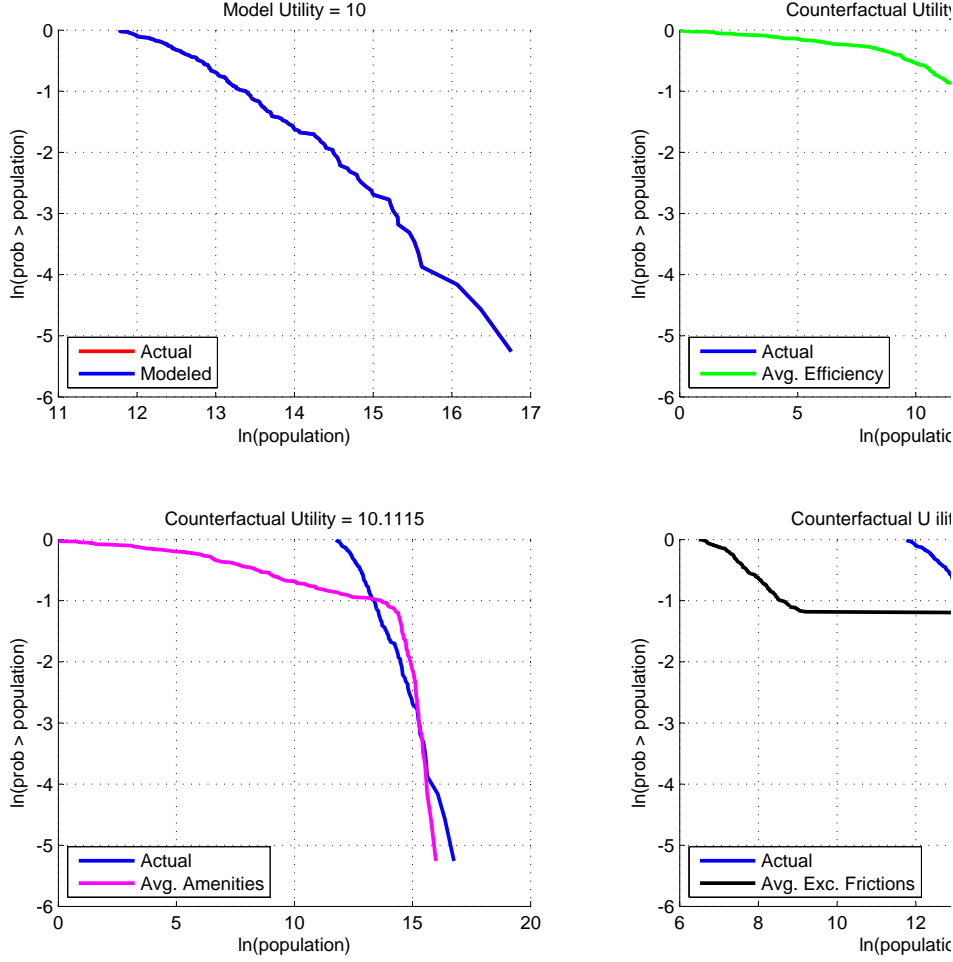 Model Utility = 10
0
-1
-2
-3
-4
-5
-6
ln(prob > population)
Actual
Modeled
11
12
13
14
15
16
17
ln(population)
Counterfactual Utility
0
-1
-2
-3
-4
-5
-6
ln(prob > population)
Actual
Avg. Efficiency
0
5
10
Counterfactual Utility = 10.1115
0
-1
-2
-3
-4
-5
-6
ln(prob > population)
Actual
Avg. Amenities
0
5
10
15
20
ln(population)
Counterfactual U ilit
0
-1
-2
-3
-4
-5
-6
ln(prob > population)
Actual
Avg. Exc. Frictions
6
8
10
12